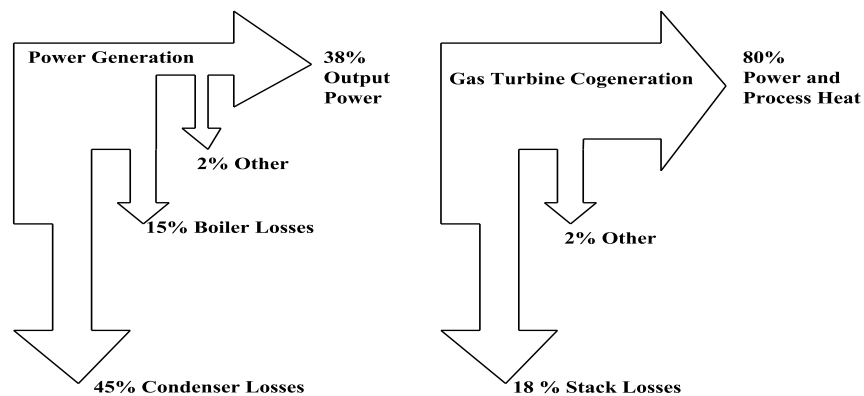 Power Generation
38%
Output
Power
2% Other
15% Boiler Losses
45% Condenser Losses
Gas Turbine Cogeneration
80%
Power and
Process Heat
2% Other
18 % Stack Losses